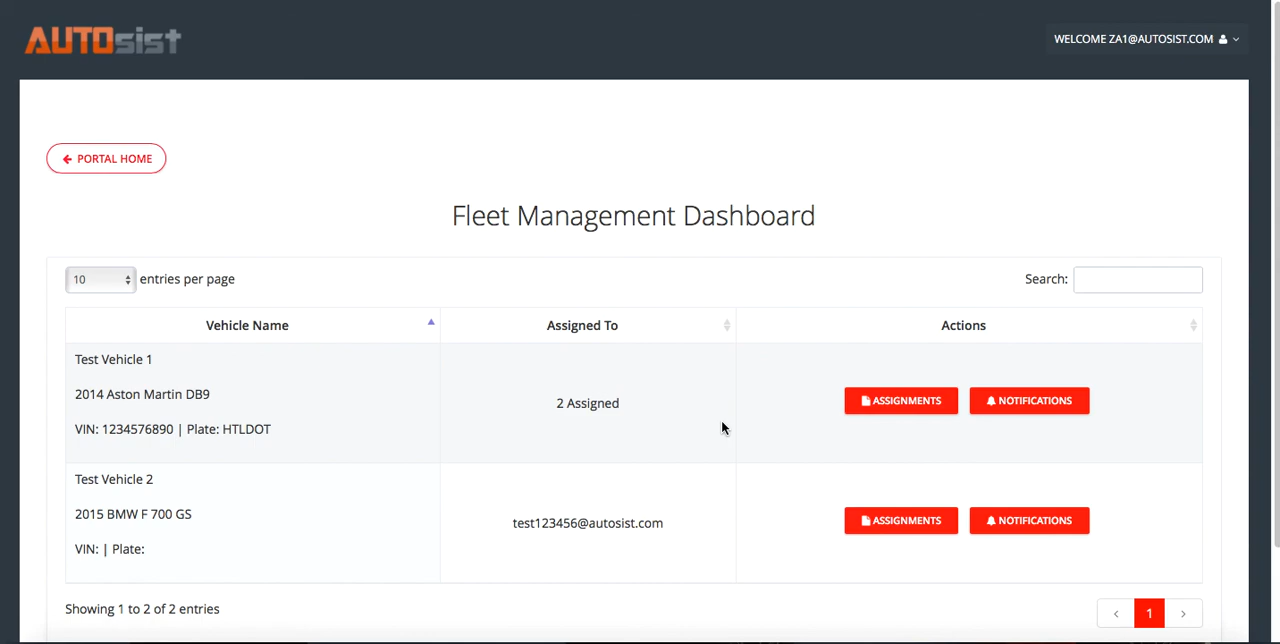 AUTOsist
WELCOME ZA1@AUTOSIST.COM
PORTAL HOME
Fleet Management Dashboard
10 entries per page
Search:
Vehicle Name Assigned To Actions
Test Vehicle 1
2014 Aston Martin DB9
VIN: 1234576890 | Plate: HTLDOT
2 Assigned
ASSIGNMENTS NOTIFICATIONS
Test Vehicle 2
2015 BMW F 700 GS
VIN: | Plate:
test123456@autosist.com
ASSIGNMENTS NOTIFICATIONS
Showing 1 to 2 of 2 entries
‹ 1 ›